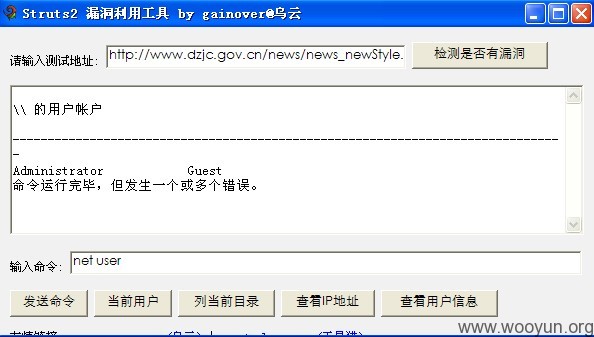 Struts2 漏洞利用工具 by gainover@乌云
请输入测试地址: http://www.dzjc.gov.cn/news/news_newStyle. 检测是否有漏洞
\\ 的用户帐户
-------------------------------------------------------------------------------
Administrator Guest
命令运行完毕，但发生一个或多个错误。
输入命令: net user
发送命令 当前用户 列当前目录 查看IP地址 查看用户信息
www.wooyun.org